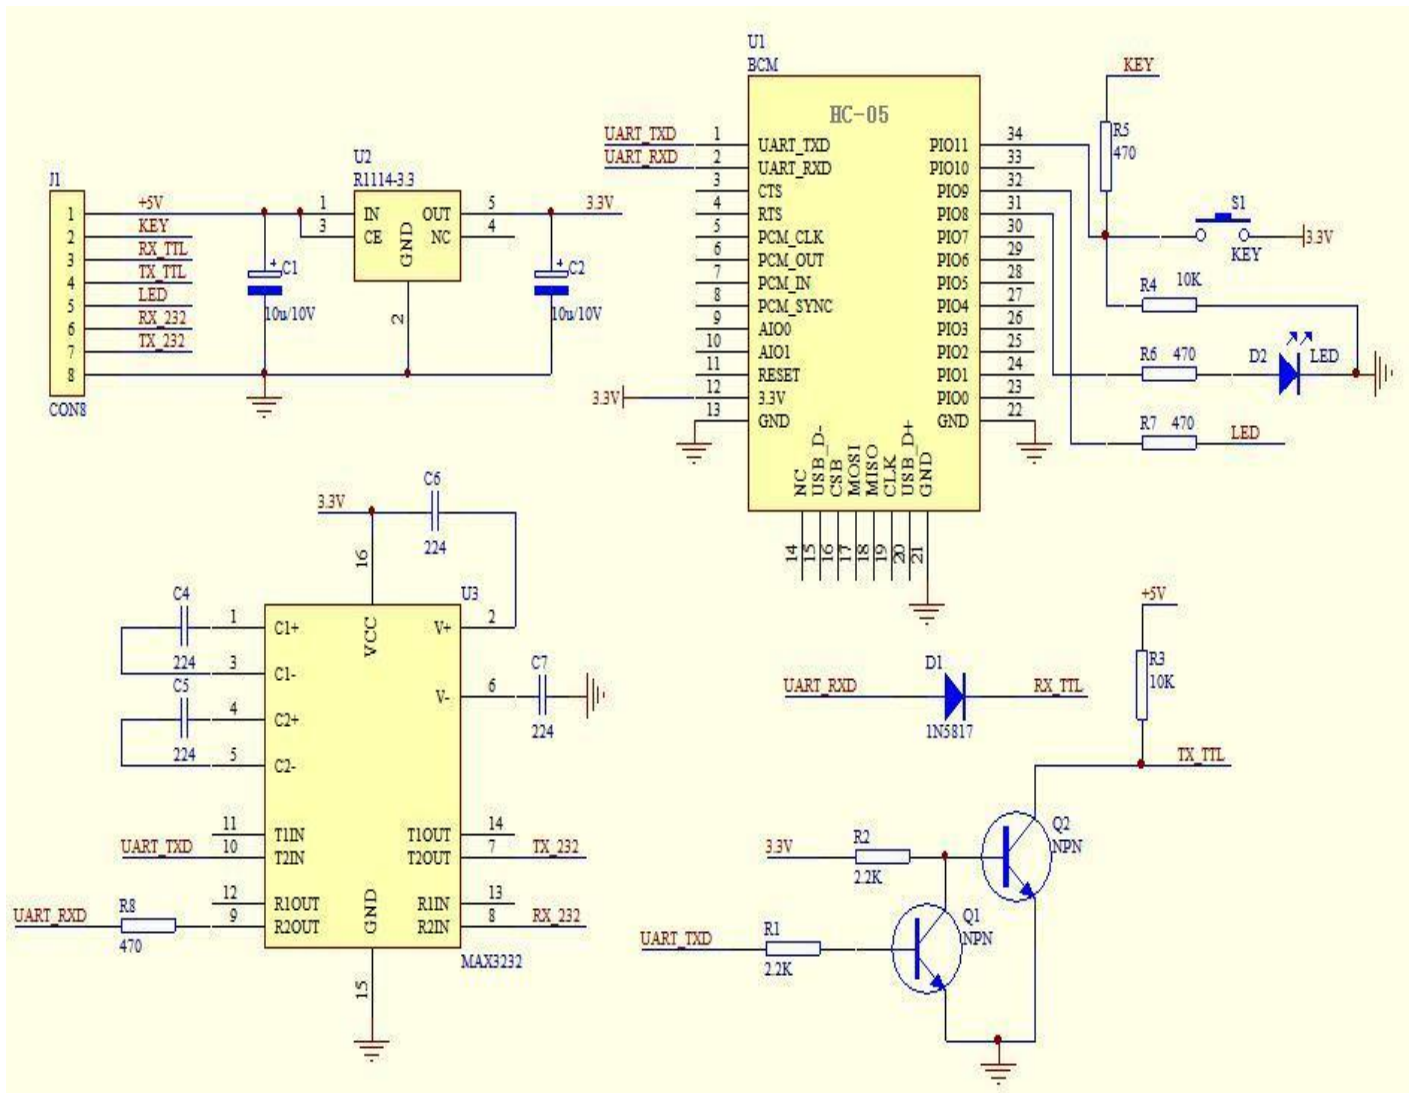 J1
+5V
1
KEY
2
RX_TTL
3
TX_TTL
4
LED
5
RX_232
6
TX_232
7
8
CON8
U2
R1114-3.3
1
IN
OUT
5
3.3V
3
CE
GND
NC
4
2
+
C1
10u/10V
+
C2
10u/10V
U1
BCM
HC-05
UART_TXD
1
UART_TXD
PIO11
34
UART_RXD
2
UART_RXD
PIO10
33
3
CTS
PIO9
32
4
RTS
PIO8
31
5
PCM_CLK
PIO7
30
6
PCM_OUT
PIO6
29
7
PCM_IN
PIO5
28
8
PCM_SYNC
PIO4
27
9
AIO0
PIO3
26
10
AIO1
PIO2
25
11
RESET
PIO1
24
3.3V
12
3.3V
PIO0
23
13
GND
GND
22
NC
USB_D-
CSB
MOSI
MISO
CLK
USB_D+
GND
14
15
16
17
18
19
20
21
KEY
R5
470
S1
KEY
3.3V
R4
10K
R6
470
D2
LED
R7
470
LED
3.3V
C6
224
16
U3
C4
1
C1+
VCC
V+
2
224
3
C1-
C5
4
C2+
V-
6
C7
224
224
5
C2-
11
T1IN
T1OUT
14
UART_TXD
10
T2IN
T2OUT
7
TX_232
12
R1OUT
GND
R1IN
13
UART_RXD
R8
470
9
R2OUT
R2IN
8
RX_232
MAX3232
15
UART_RXD
D1
1N5817
RX_TTL
+5V
R3
10K
TX_TTL
3.3V
R2
2.2K
Q2
NPN
UART_TXD
R1
2.2K
Q1
NPN